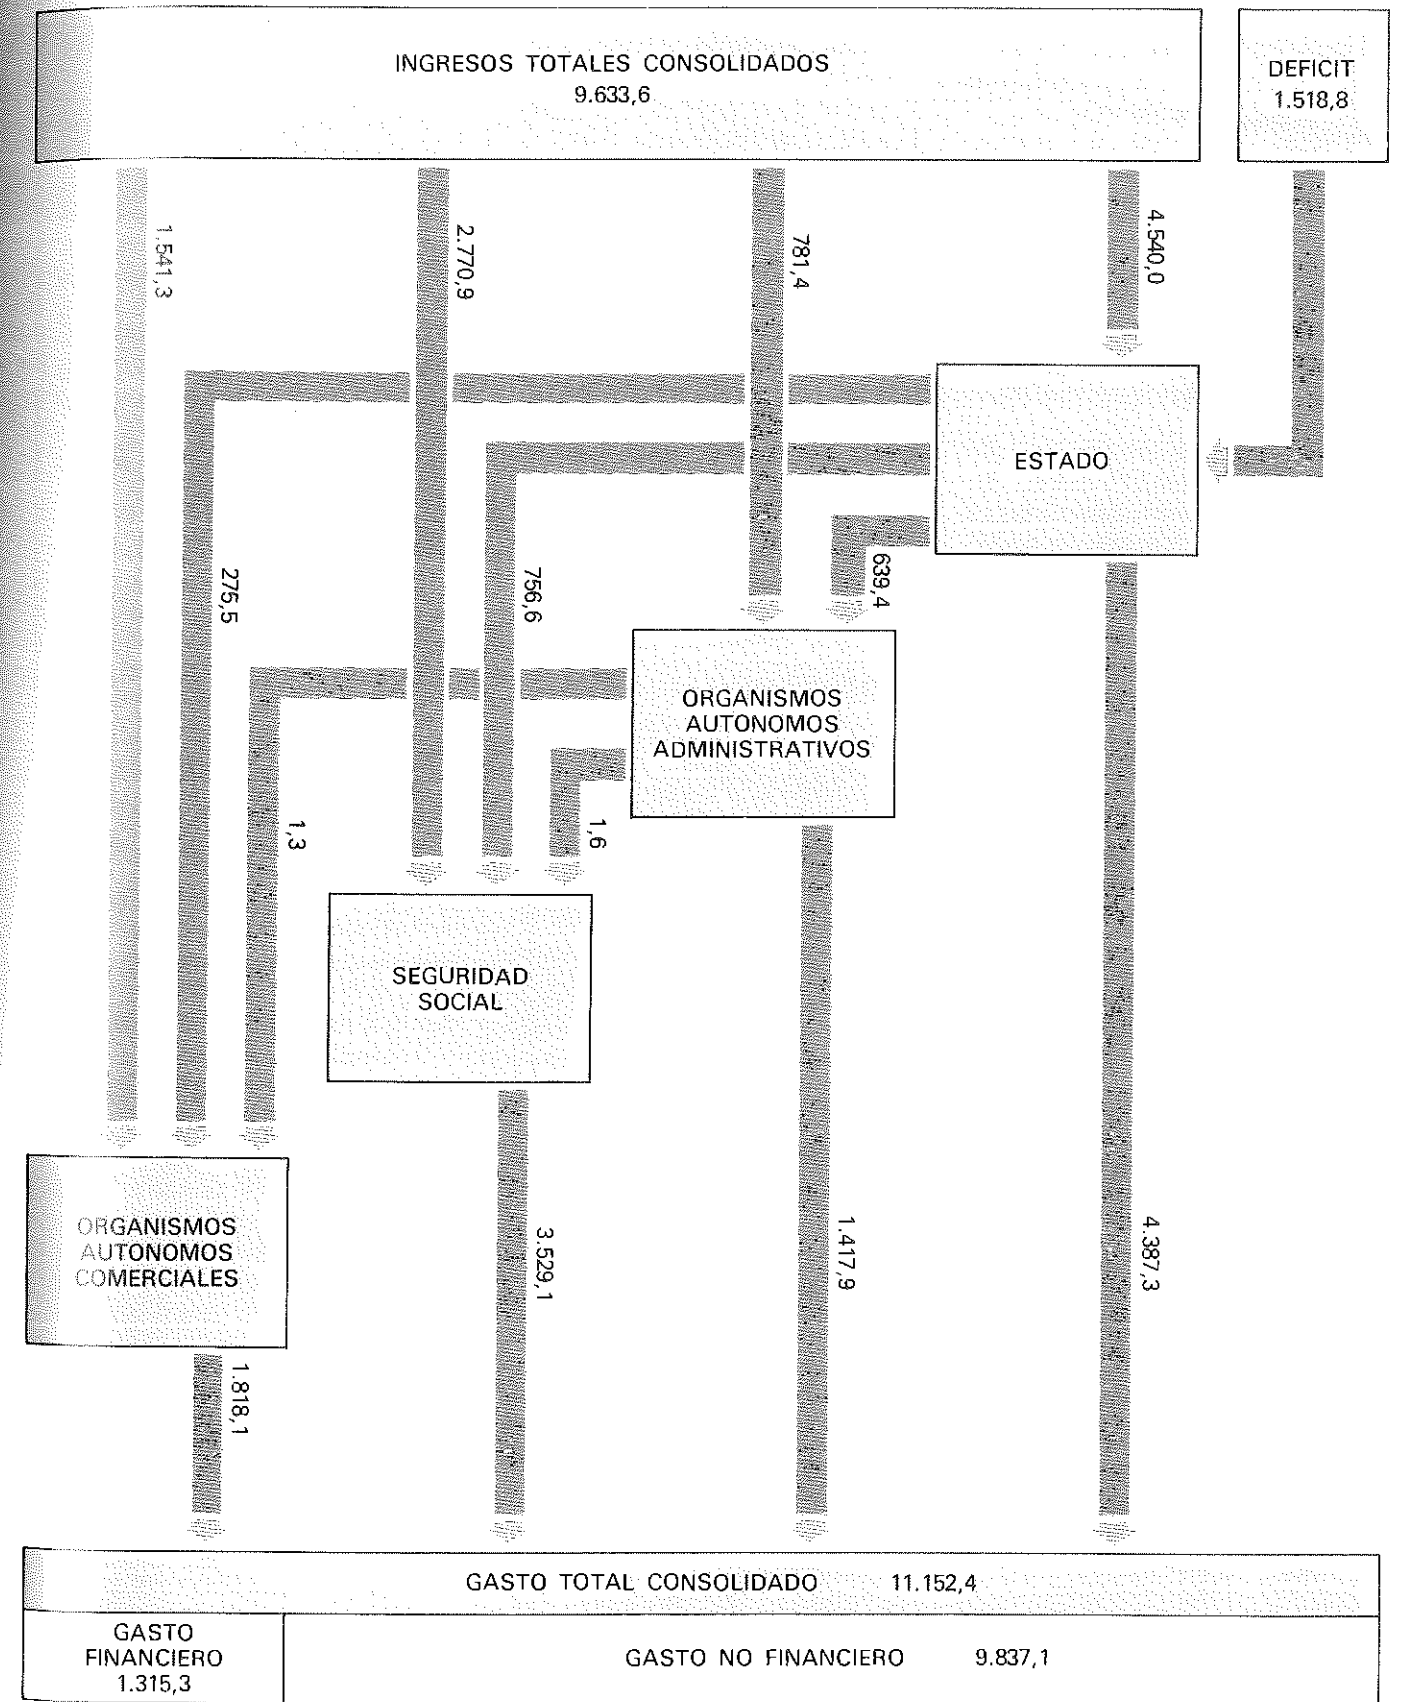 INGRESOS TOTALES CONSOLIDADOS
9.633,6
DEFICIT
1.518,8
1.541,3
2.770,9
781,4
4.540,0
ESTADO
275,5
756,6
639,4
ORGANISMOS
AUTONOMOS
ADMINISTRATIVOS
1,3
1,6
SEGURIDAD
SOCIAL
ORGANISMOS
AUTONOMOS
COMERCIALES
3.529,1
1.417,9
4.387,3
1.818,1
GASTO TOTAL CONSOLIDADO 11.152,4
GASTO
FINANCIERO
1.315,3
GASTO NO FINANCIERO 9.837,1